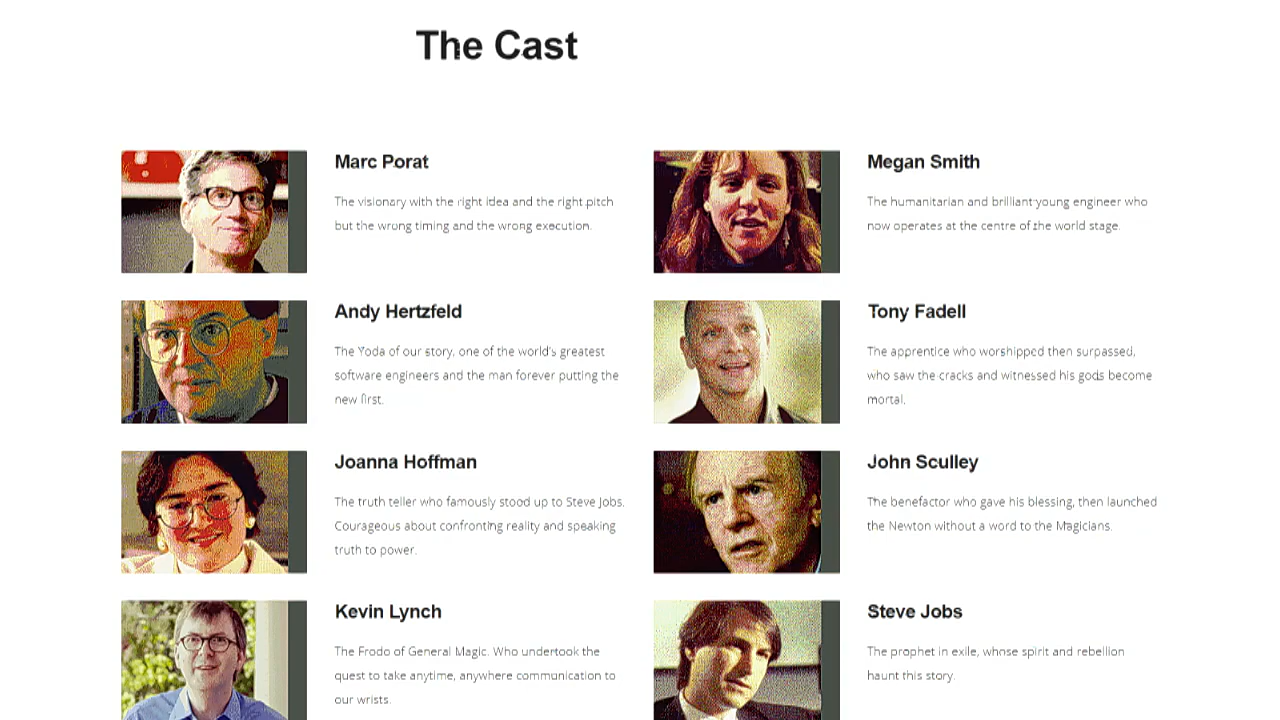 The Cast
Marc Porat
The visionary with the right idea and the right pitch
but the wrong timing and the wrong execution.
Megan Smith
The humanitarian and brilliant young engineer who
now operates at the centre of the world stage.
Andy Hertzfeld
The Yoda of our story, one of the world's greatest
software engineers and the man forever putting the
new first.
Tony Fadell
The apprentice who worshipped then surpassed,
who saw the cracks and witnessed his gods become
mortal.
Joanna Hoffman
The truth teller who famously stood up to Steve Jobs.
Courageous about confronting reality and speaking
truth to power.
John Sculley
The benefactor who gave his blessing, then launched
the Newton without a word to the Magicians.
Kevin Lynch
The Frodo of General Magic. Who undertook the
quest to take anytime, anywhere communication to
our wrists.
Steve Jobs
The prophet in exile, whose spirit and rebellion
haunt this story.